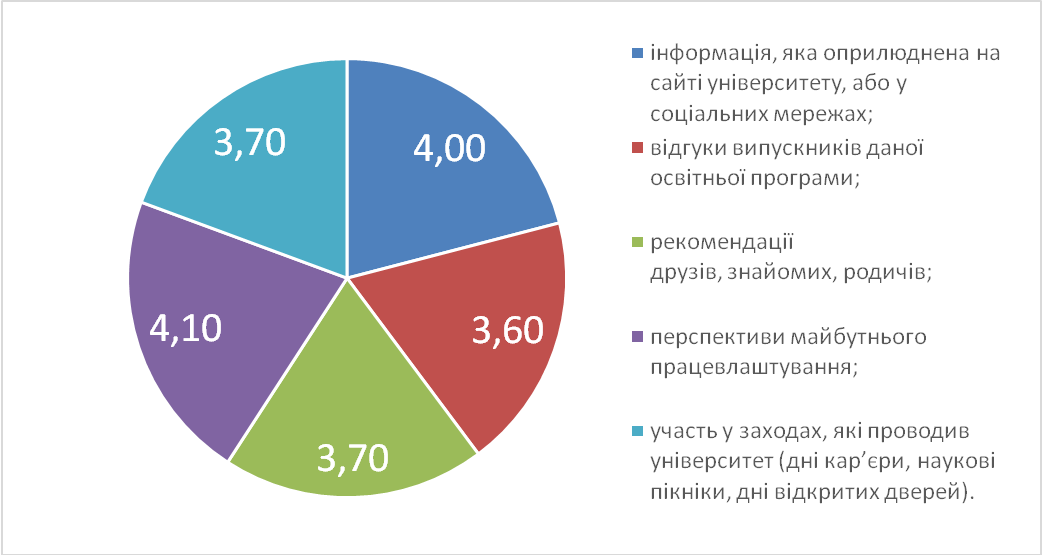 4,00
3,60
3,70
4,10
3,70
інформація, яка оприлюднена на
сайті університету, або у
соціальних мережах;
відгуки випускників даної
освітньої програми;
рекомендації
друзів, знайомих, родичів;
перспективи майбутнього
працевлаштування;
участь у заходах, які проводив
університет (дні кар’єри, наукові
пікніки, дні відкритих дверей).